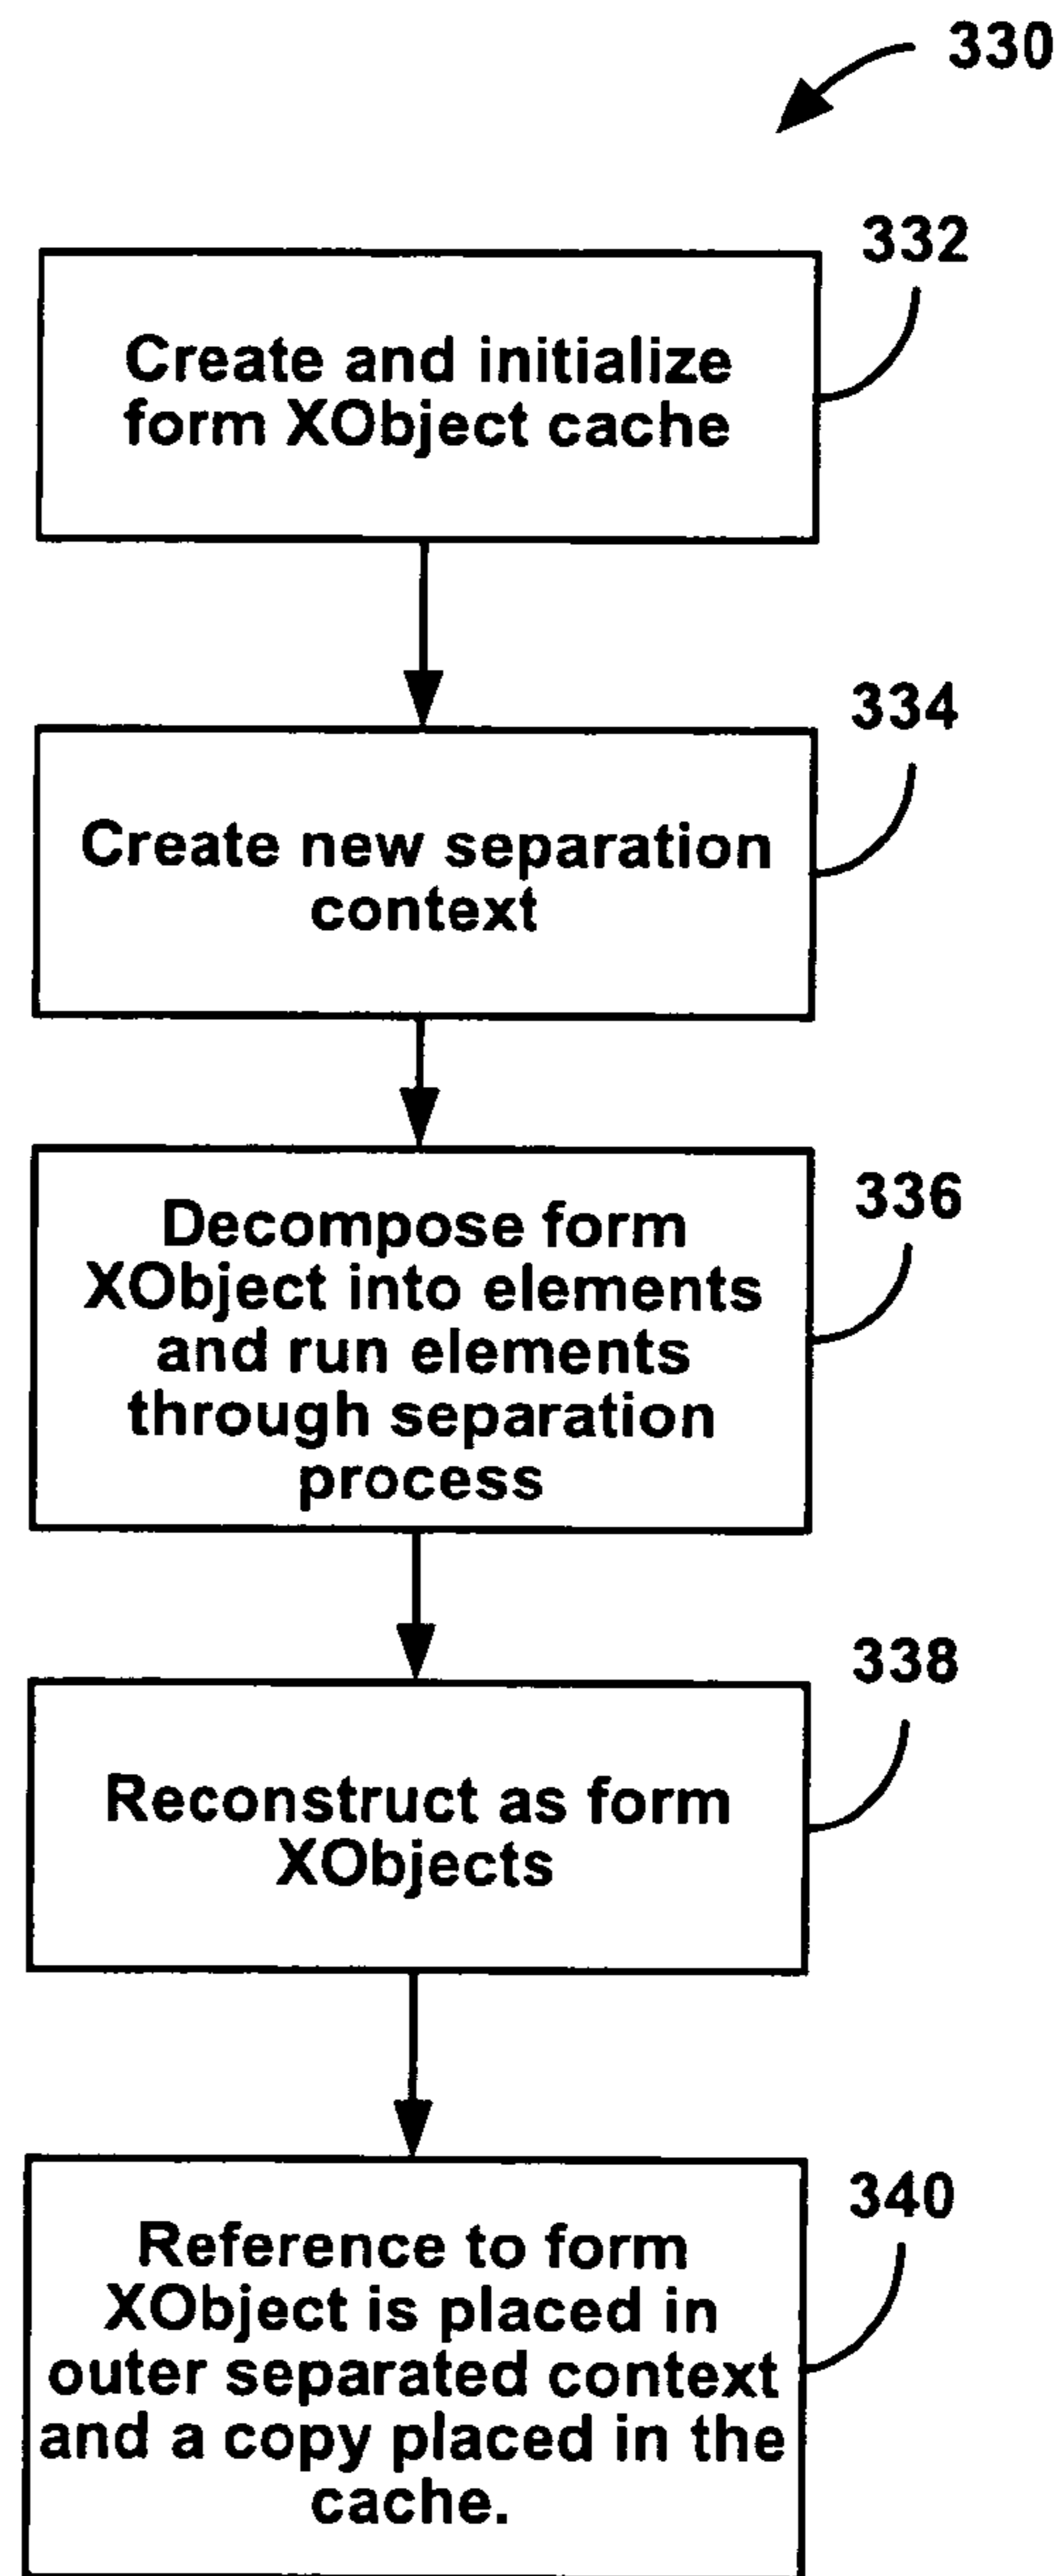 330
332
Create and initialize
form XObject cache
334
Create new separation
context
336
Decompose form
XObject into elements
and run elements
through separation
process
338
Reconstruct as form
XObjects
340
Reference to form
XObject is placed in
outer separated context
and a copy placed in the
cache.